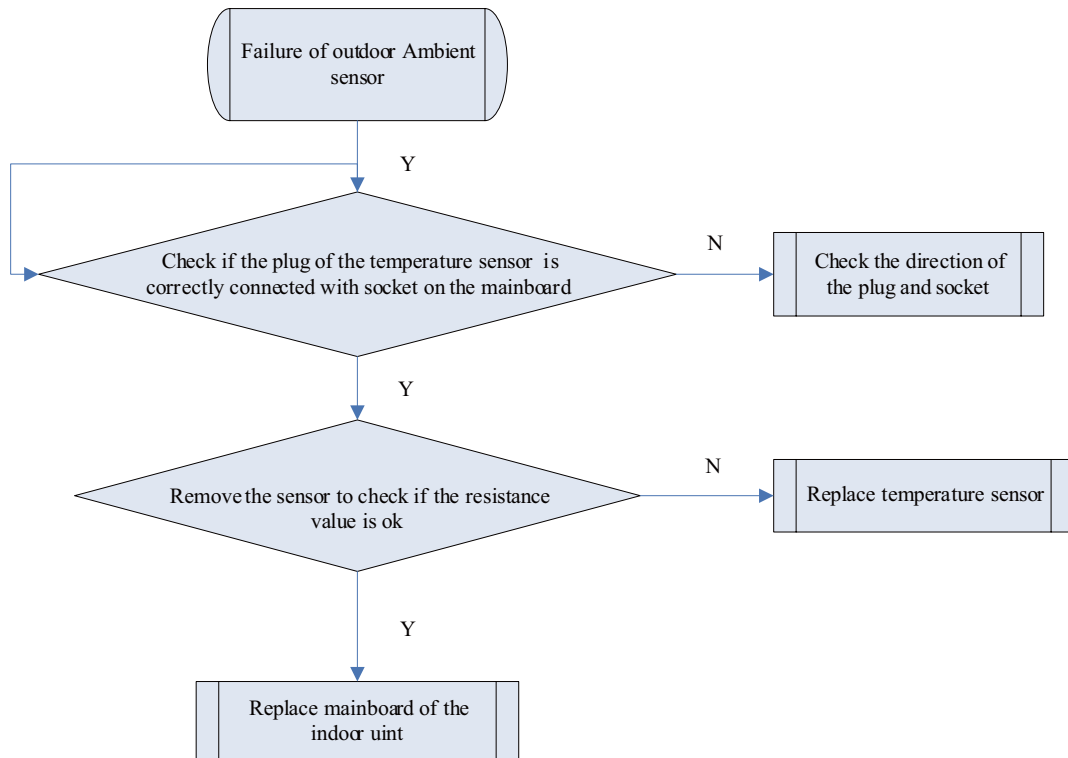 Failure of outdoor Ambient
sensor
Y
Check if the plug of the temperature sensor is
correctly connected with socket on the mainboard
N
Check the direction of
the plug and socket
Y
Remove the sensor to check if the resistance
value is ok
N
Replace temperature sensor
Y
Replace mainboard of the
indoor uint